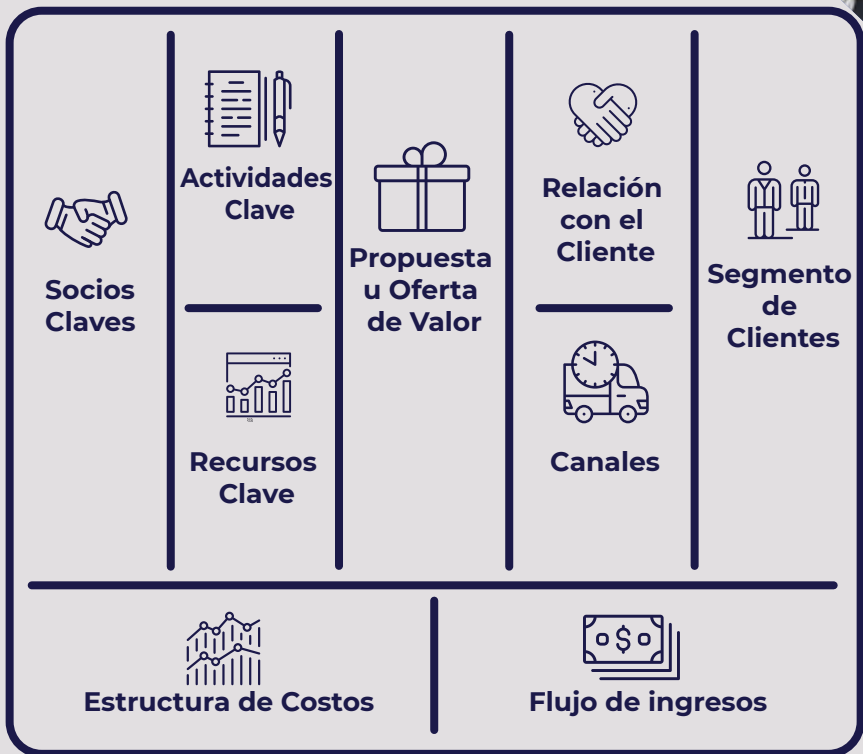 Socios
Claves
Actividades
Clave
Recursos
Clave
Propuesta
u Oferta
de Valor
Relación
con el
Cliente
Canales
Segmento
de
Clientes
Estructura de Costos
$
Flujo de ingresos